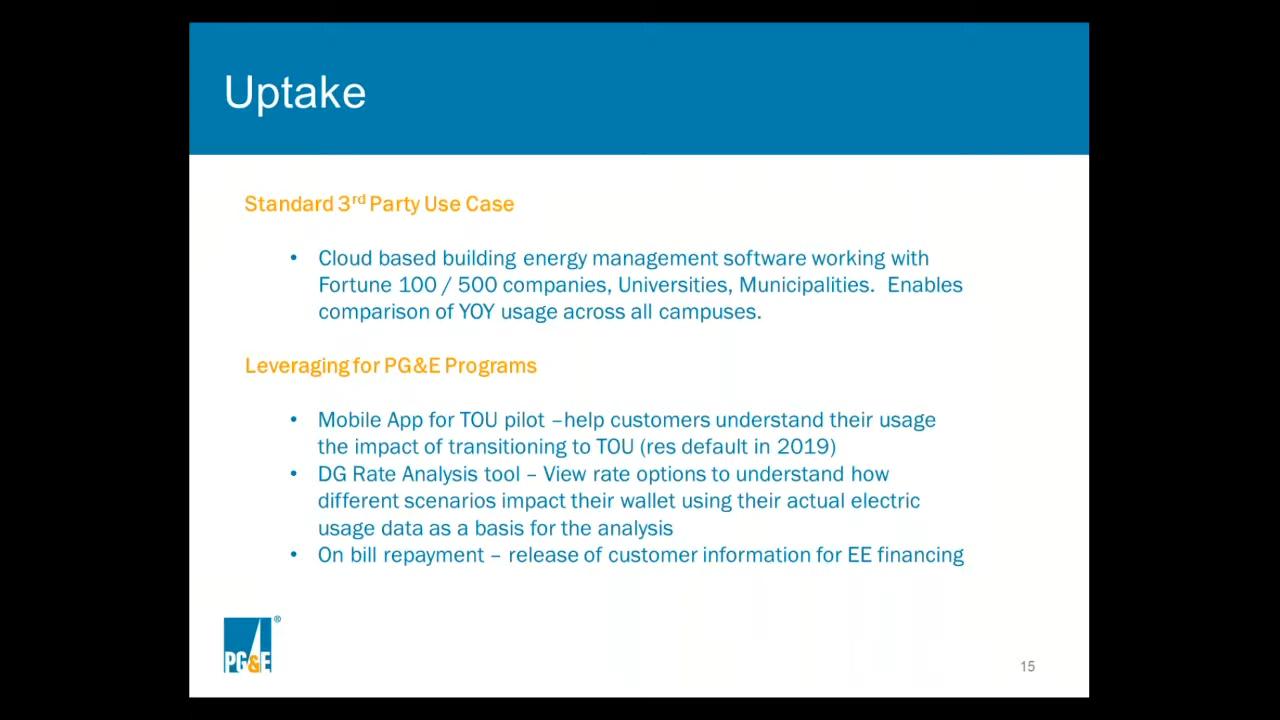 Uptake
Standard 3rd Party Use Case
• Cloud based building energy management software working with
Fortune 100 / 500 companies, Universities, Municipalities.  Enables
comparison of YOY usage across all campuses.
Leveraging for PG&E Programs
• Mobile App for TOU pilot –help customers understand their usage
the impact of transitioning to TOU (res default in 2019)
• DG Rate Analysis tool – View rate options to understand how
different scenarios impact their wallet using their actual electric
usage data as a basis for the analysis
• On bill repayment – release of customer information for EE financing
PG&E ®
15